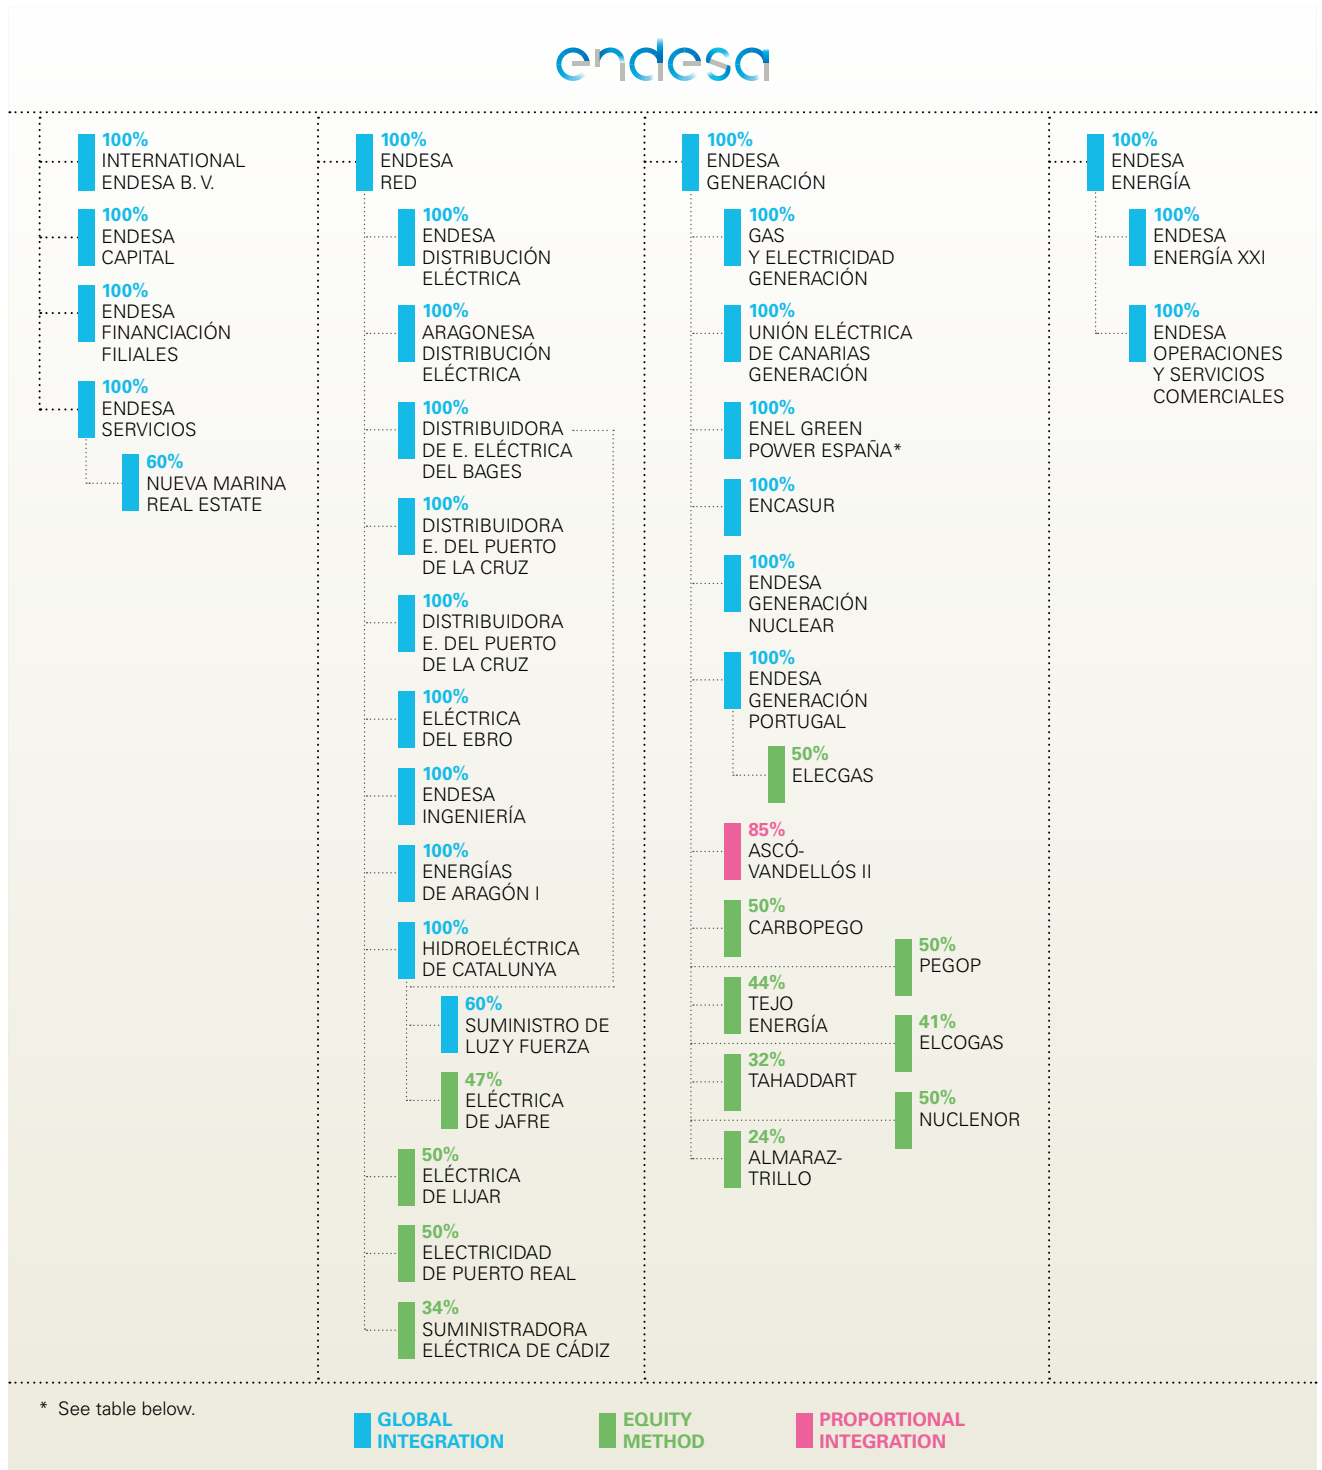 endesa
100%
INTERNATIONAL
ENDESA B. V.
100%
ENDESA
CAPITAL
100%
ENDESA
FINANCIACIÓN
FILIALES
100%
ENDESA
SERVICIOS
60%
NUEVA MARINA
REAL ESTATE
100%
ENDESA
RED
100%
ENDESA
DISTRIBUCIÓN
ELÉCTRICA
100%
ARAGONESA
DISTRIBUCIÓN
ELÉCTRICA
100%
DISTRIBUIDORA
DE E. ELÉCTRICA
DEL BAGES
100%
DISTRIBUIDORA
E. DEL PUERTO
DE LA CRUZ
100%
DISTRIBUIDORA
E. DEL PUERTO
DE LA CRUZ
100%
ELÉCTRICA
DEL EBRO
100%
ENDESA
INGENIERÍA
100%
ENERGÍAS
DE ARAGÓN I
100%
HIDROELÉCTRICA
DE CATALUNYA
60%
SUMINISTRO DE
LUZ Y FUERZA
47%
ELÉCTRICA
DE JAFRE
50%
ELÉCTRICA
DE LIJAR
50%
ELECTRICIDAD
DE PUERTO REAL
34%
SUMINISTRADORA
ELÉCTRICA DE CÁDIZ
100%
ENDESA
GENERACIÓN
100%
GAS
Y ELECTRICIDAD
GENERACIÓN
100%
UNIÓN ELÉCTRICA
DE CANARIAS
GENERACIÓN
100%
ENEL GREEN
POWER ESPAÑA*
100%
ENCASUR
100%
ENDESA
GENERACIÓN
NUCLEAR
100%
ENDESA
GENERACIÓN
PORTUGAL
50%
ELECGAS
85%
ASCÓ-
VANDELLÓS II
50%
CARBOPEGO
50%
PEGOP
44%
TEJO
ENERGÍA
41%
ELCOGAS
32%
TAHADDART
50%
NUCLENOR
24%
ALMARAZ-
TRILLO
100%
ENDESA
ENERGÍA
100%
ENDESA
ENERGÍA XXI
100%
ENDESA
OPERACIONES
Y SERVICIOS
COMERCIALES
* See table below.
GLOBAL
INTEGRATION
EQUITY
METHOD
PROPORTIONAL
INTEGRATION